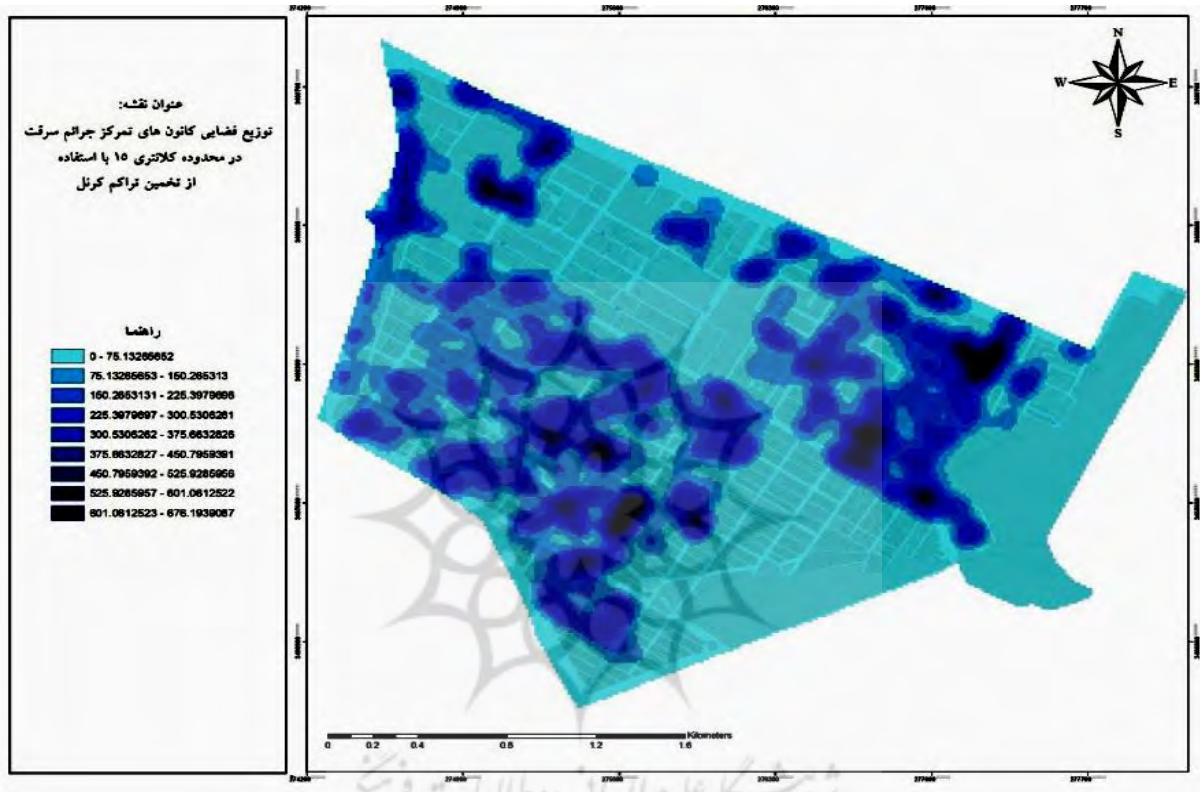 عنوان نقشه:
توزیع فضایی کانون های تمرکز جرائم سرقت
در محدوده کلانتری ۱۵ با استفاده
از تخمین تراکم کرنل
راهنما
0 - 75.13265652
75.13265653 - 150.265313
150.2653131 - 225.3979696
225.3979697 - 300.5306261
300.5306262 - 375.6632826
375.6632827 - 450.7959391
450.7959392 - 525.9285956
525.9285957 - 601.0612522
601.0612523 - 676.1939087
N
W E
S
0 0.2 0.4 0.8 1.2 1.6 Kilometers